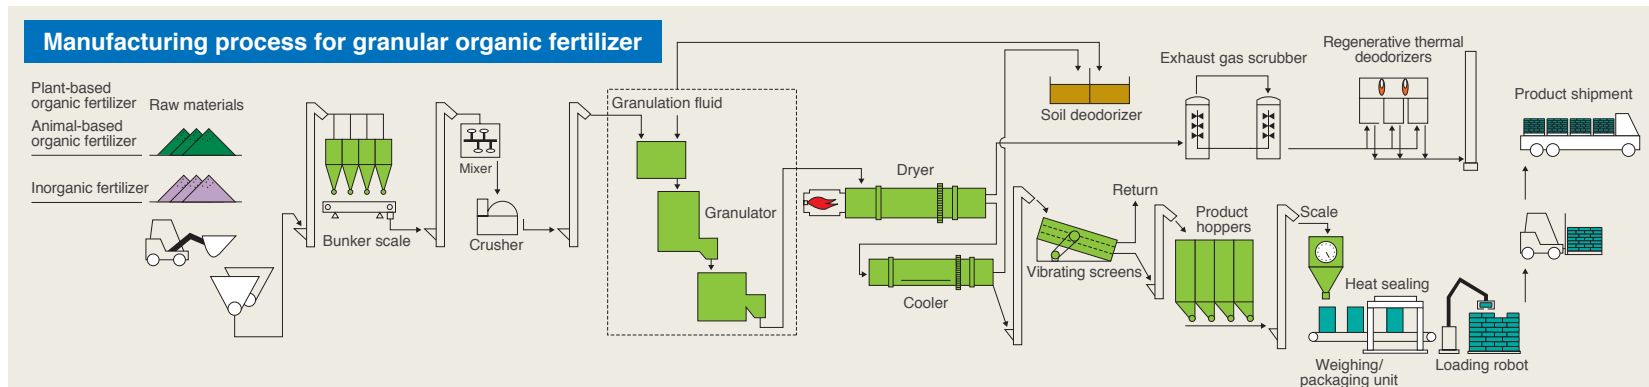 Manufacturing process for granular organic fertilizer
Plant-based
organic fertilizer
Animal-based
organic fertilizer
Inorganic fertilizer
Raw materials
Bunker scale
Mixer
Crusher
Granulation fluid
Granulator
Dryer
Cooler
Soil deodorizer
Exhaust gas scrubber
Regenerative thermal
deodorizers
Vibrating screens
Return
Product
hoppers
Scale
Heat sealing
Weighing/
packaging unit
Loading robot
Product shipment